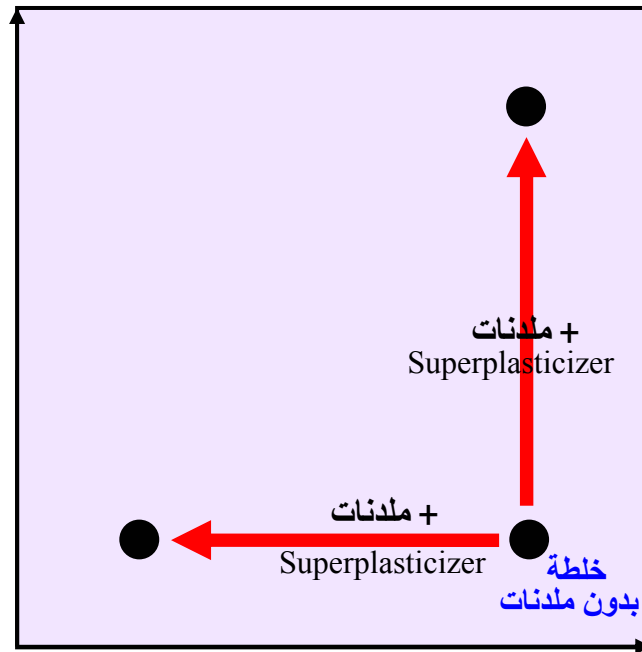 + ملدنات
Superplasticizer
+ ملدنات
Superplasticizer
خلطة
بدون ملدنات